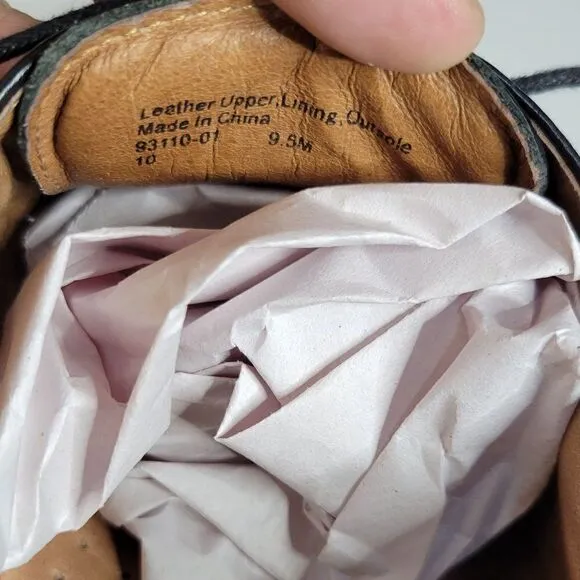 Leather Upper, Lining, Outsole
Made In China
93110-01 9.5M
10